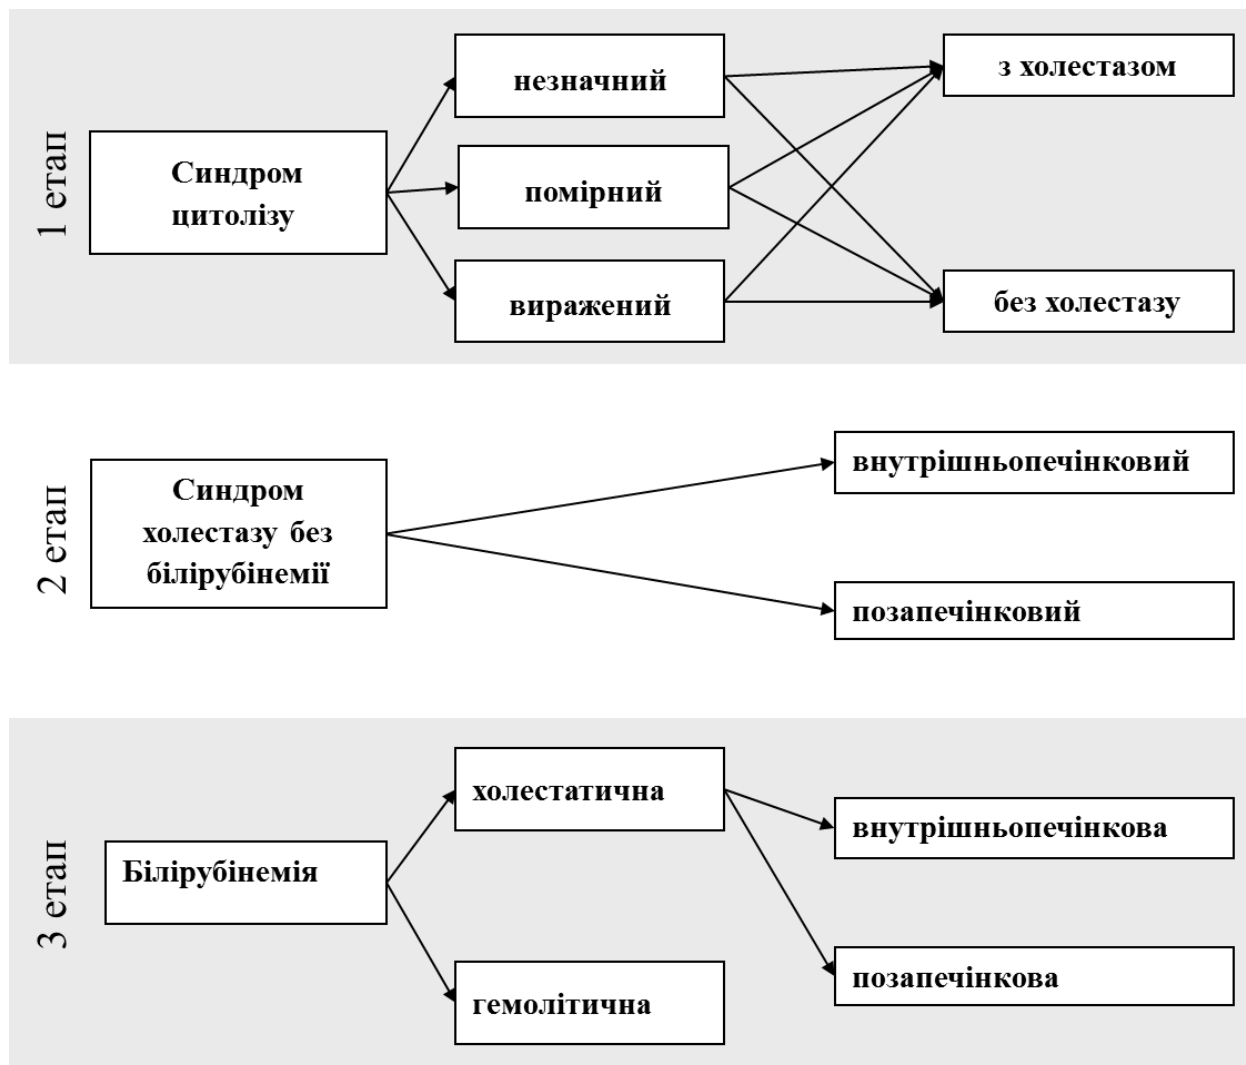 1 етап
Синдром
цитолізу
незначний
помірний
виражений
з холестазом
без холестазу
2 етап
Синдром
холестазу без
білірубінемії
внутрішньопечінковий
позапечінковий
3 етап
Білірубінемія
холестатична
гемолітична
внутрішньопечінкова
позапечінкова